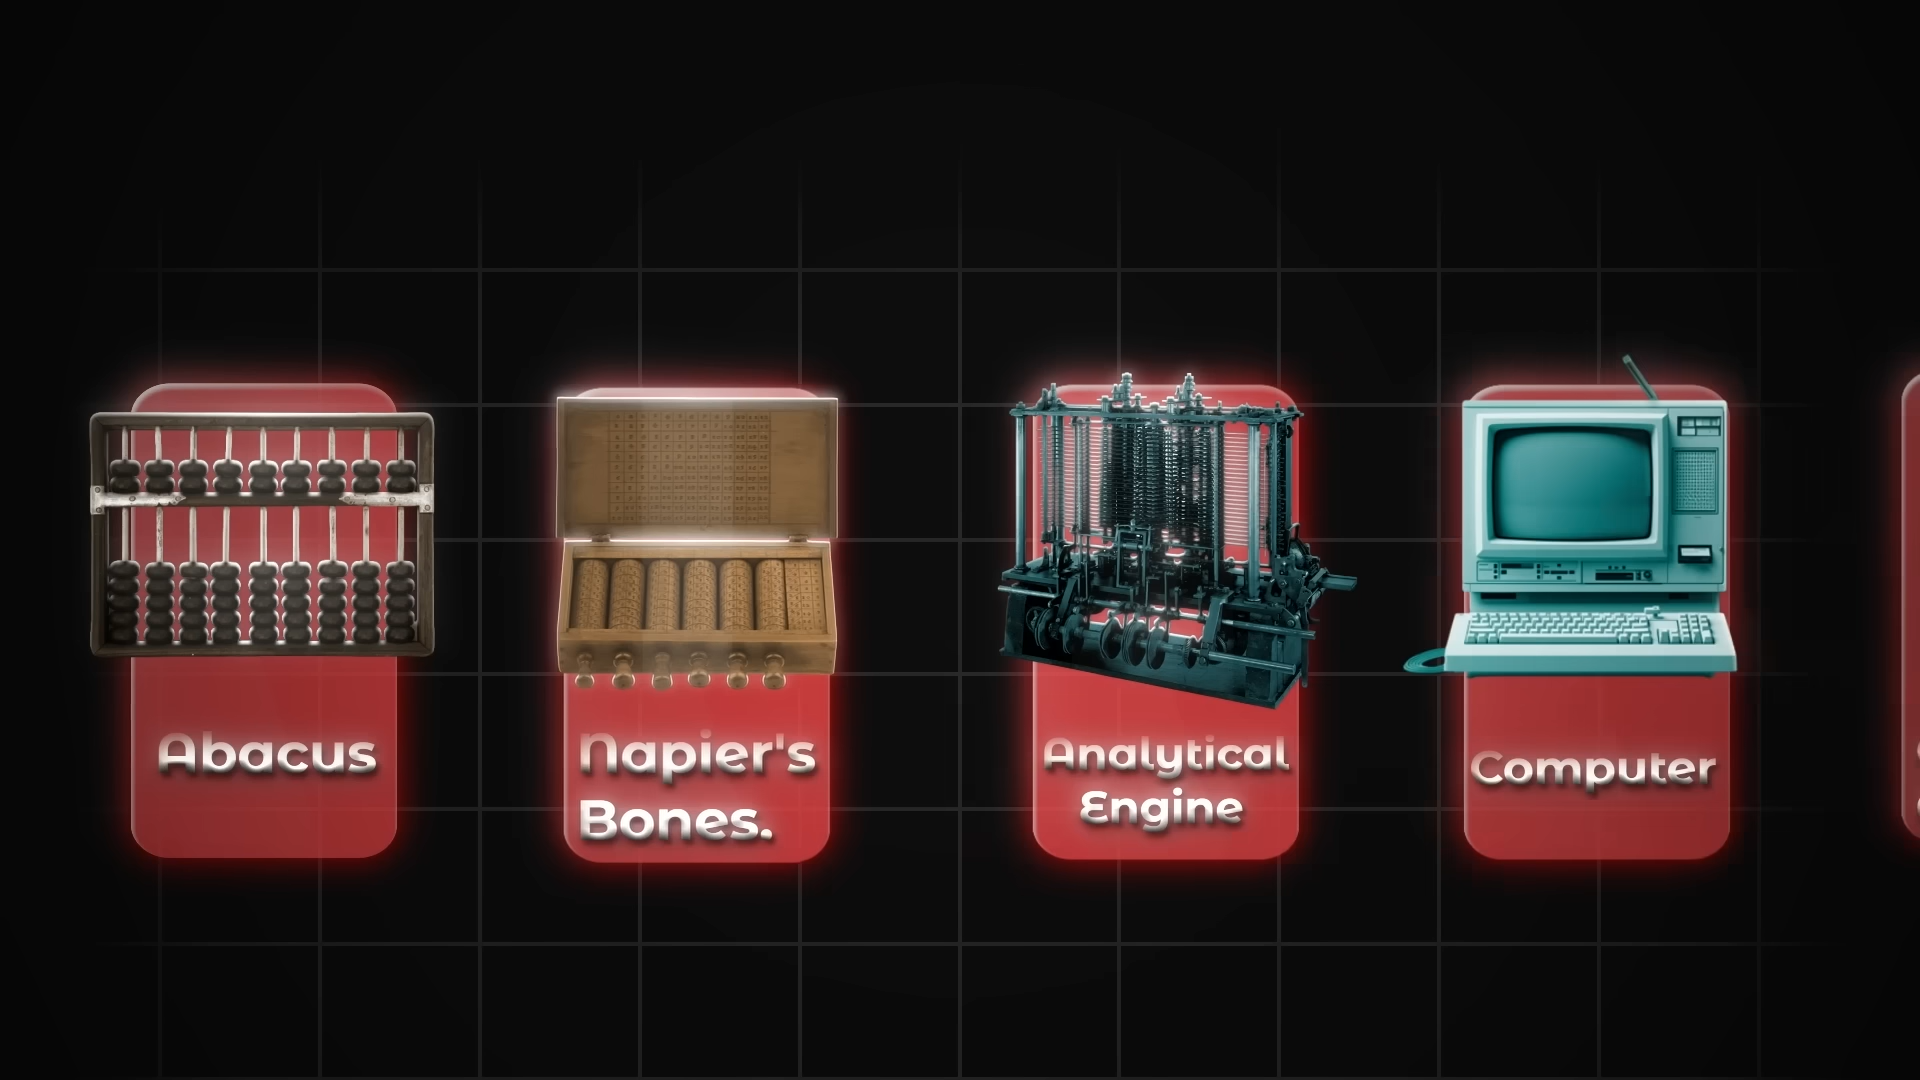 Abacus
Napier's
Bones.
Analytical
Engine
Computer